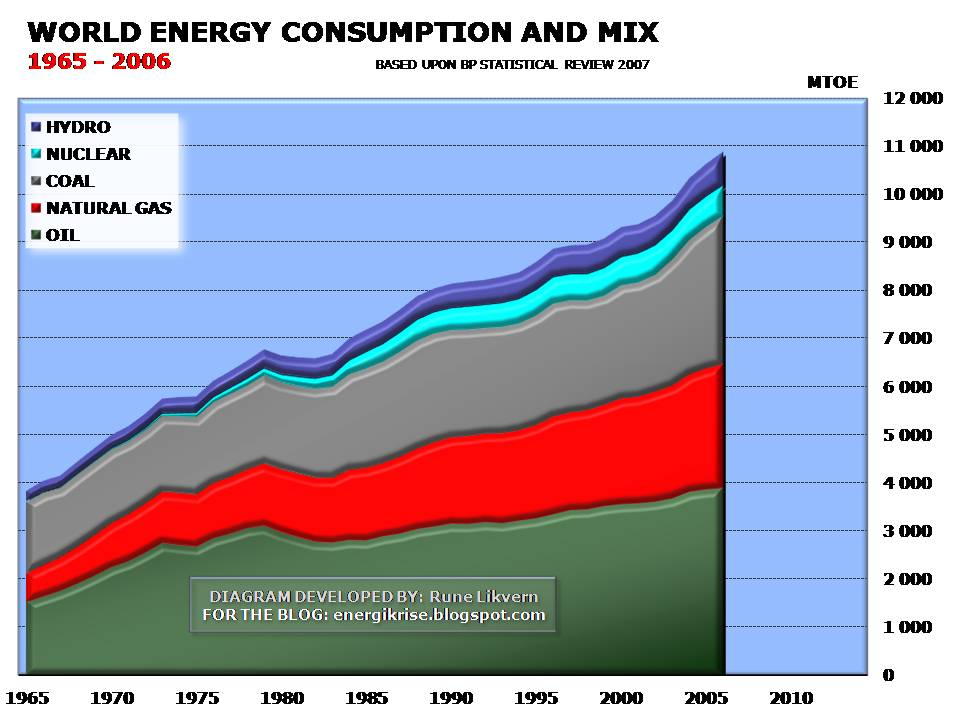 WORLD ENERGY CONSUMPTION AND MIX
1965 – 2006
BASED UPON BP STATISTICAL REVIEW 2007
MTOE
12 000
11 000
10 000
9 000
8 000
7 000
6 000
5 000
4 000
3 000
2 000
1 000
0
HYDRO
NUCLEAR
COAL
NATURAL GAS
OIL
DIAGRAM DEVELOPED BY: Rune Likvern
FOR THE BLOG: energikrise.blogspot.com
1965 1970 1975 1980 1985 1990 1995 2000 2005 2010